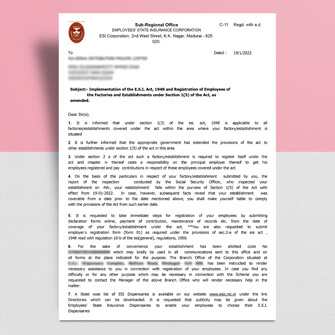 Sub-Regional Office
C-11 Regd. with a.d.
EMPLOYEES' STATE INSURANCE CORPORATION
ESI Corporation, 2nd West Street, K.K. Nagar, Madurai - 625
020.
To
Dated : 19/1/2022
Subject:- Implementation of the E.S.I. Act, 1948 and Registration of Employees of
the Factories and Establishments under Section 1(5) of the Act, as
amended.
Dear Sir(s),
1. It is informed that under section 1(3) of the esi. act, 1948 is applicable to all
factories/establishments covered under the act within the area where your factory/establishment is
situated
2. It is further informed that the appropriate government has extended the provisions of the act to
other establishments under section 1(5) of the act in this area
3. Under section 2 a of the act such a factory/establishment is required to register itself under the
act and chapter iv thereof casts a responsibility on the principal employer thereof to get his
employees registered and pay contributions in respect of these employees covered under the act.
4. On the basis of the particulars in respect of your factory/establishment submitted by you, the
report of the inspection conducted by the Social Security Officer, who inspected your
establishment on -NA-, your establishment falls within the purview of Section 1(5) of the Act with
effect from 19-01-2022. In case, however, subsequent facts reveal that your establishment was
coverable from a date prior to the date mentioned above, you shall make yourself liable to comply
with the provisions of the Act from such earlier date.
5. It is requested to take immediate steps for registration of your employees by submitting
declaration forms online, payment of contribution, maintenance of records etc. from the date of
coverage of your factory/establishment under the act. **You are also requested to submit
employer's registration form (form 01) as required under the provision of sec.2-a of the esi act ,
1948 read with regulation 10-b of the esi(general), regulations, 1950.
6. For the sake of convenience your establishment has been allotted code No.
which may kindly be used in all communications sent to this office and on
all forms at the place indicated for the purpose. The Branch Office of the Corporation situated at
has been instructed to render
necessary assistance to you in connection with registration of your employees. In case you find any
difficulty or for any other purpose which may be necessary in connection with the Scheme you are
requested to contact the Manager of the above Branch Office who will render necessary help in the
matter.
7. A State wise list of ESI Dispensaries is available on our website www.esic.nic.in under the link
Directories which can be downloaded. It is requested that publicity may be given about the
Employees' State Insurance Dispensaries to enable your employees to choose their E.S.I.
Dispensaries